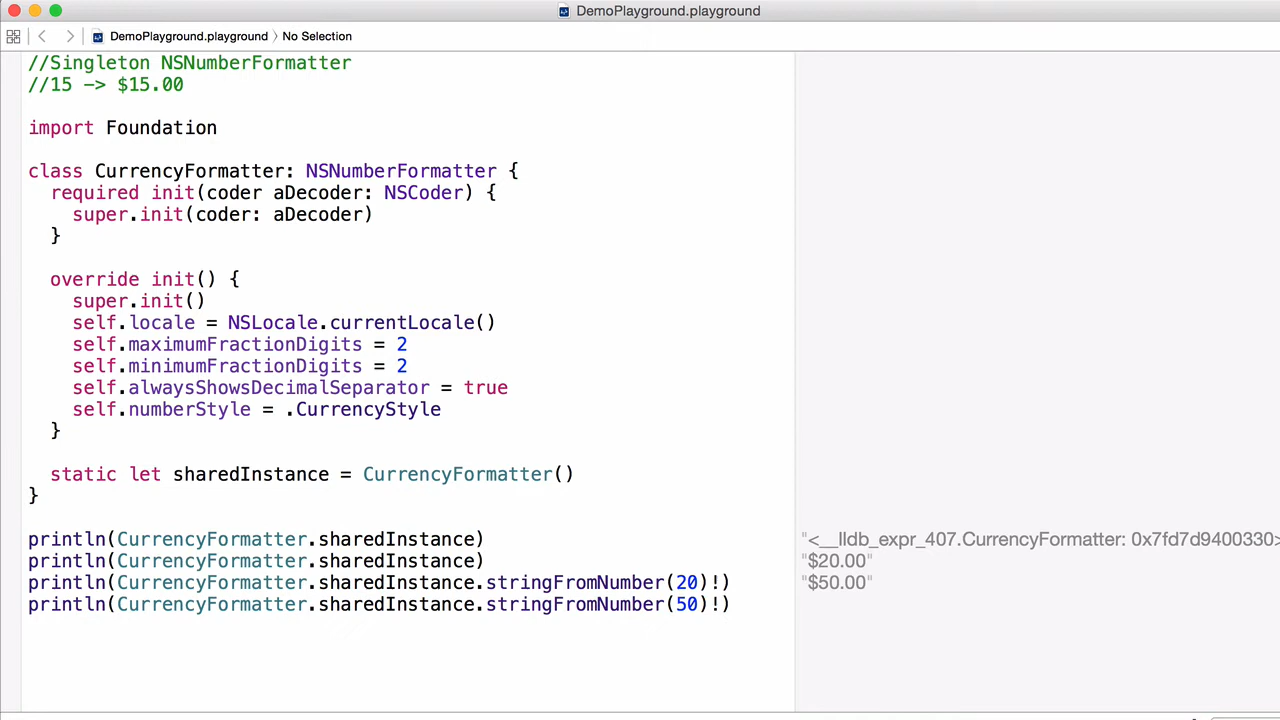 DemoPlayground.playground
DemoPlayground.playground 〉 No Selection
//Singleton NSNumberFormatter
//15 -> $15.00
import Foundation
class CurrencyFormatter: NSNumberFormatter {
required init(coder aDecoder: NSCoder) {
super.init(coder: aDecoder)
}
override init() {
super.init()
self.locale = NSLocale.currentLocale()
self.maximumFractionDigits = 2
self.minimumFractionDigits = 2
self.alwaysShowsDecimalSeparator = true
self.numberStyle = .CurrencyStyle
}
static let sharedInstance = CurrencyFormatter()
}
println(CurrencyFormatter.sharedInstance)
println(CurrencyFormatter.sharedInstance)
println(CurrencyFormatter.sharedInstance.stringFromNumber(20)!)
println(CurrencyFormatter.sharedInstance.stringFromNumber(50)!)
"<__lldb_expr_407.CurrencyFormatter: 0x7fd7d9400330>
"$20.00"
"$50.00"